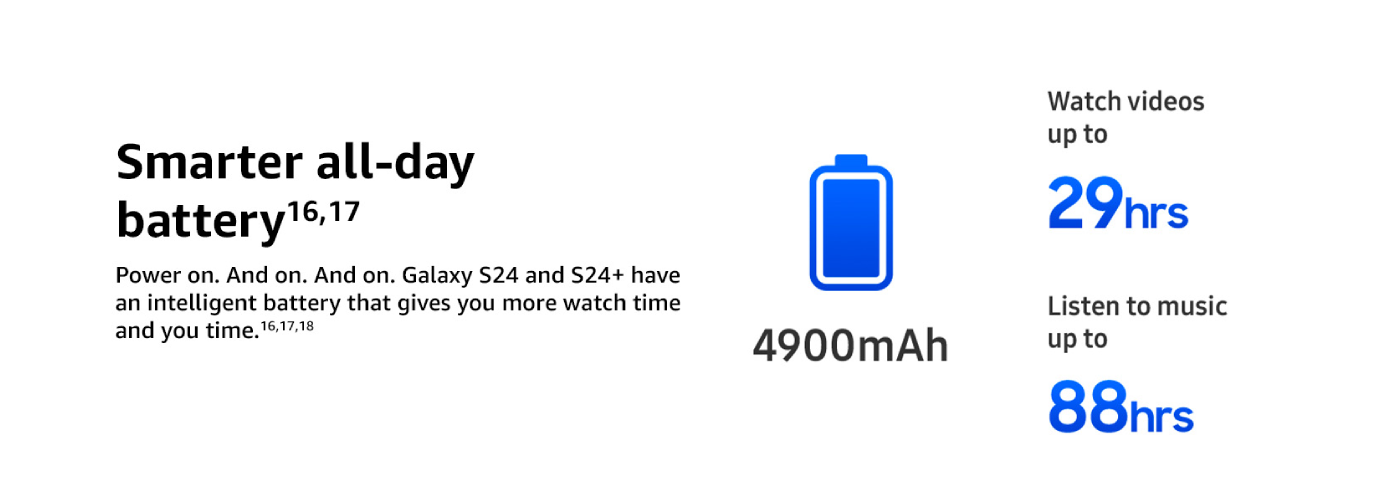 Smarter all-day
battery16,17
Power on. And on. And on. Galaxy S24 and S24+ have
an intelligent battery that gives you more watch time
and you time.16,17,18
4900mAh
Watch videos
up to
29hrs
Listen to music
up to
88hrs